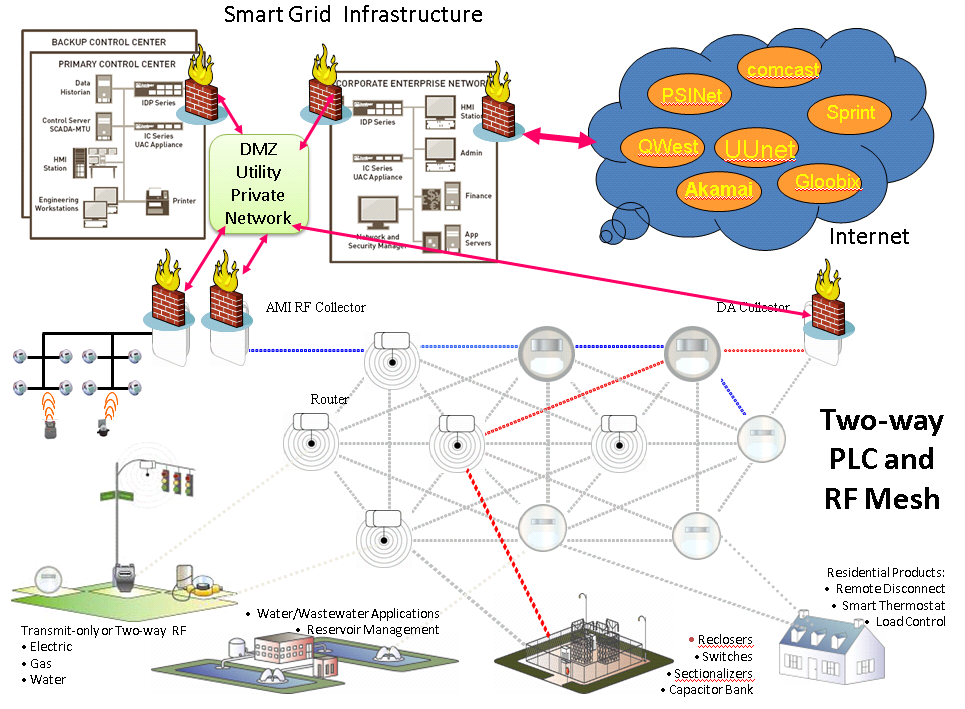 Smart Grid Infrastructure
BACKUP CONTROL CENTER
PRIMARY CONTROL CENTER
Data
Historian
IDP Series
Control Server
SCADA-MTU
IC Series
UAC Appliance
HMI
Station
Engineering
Workstations
Printer
DMZ
Utility
Private
Network
CORPORATE ENTERPRISE NETWORK
IDP Series
HMI
Station
IC Series
UAC Appliance
Admin
Finance
Network and
Security Manager
App
Servers
comcast
PSINet
Sprint
QWest
UUnet
Akamai
Gloobix
Internet
AMI RF Collector
DA Collector
Router
Two-way
PLC and
RF Mesh
Transmit-only or Two-way RF
• Electric
• Gas
• Water
• Water/Wastewater Applications
• Reservoir Management
• Reclosers
• Switches
• Sectionalizers
• Capacitor Bank
Residential Products:
• Remote Disconnect
• Smart Thermostat
• Load Control